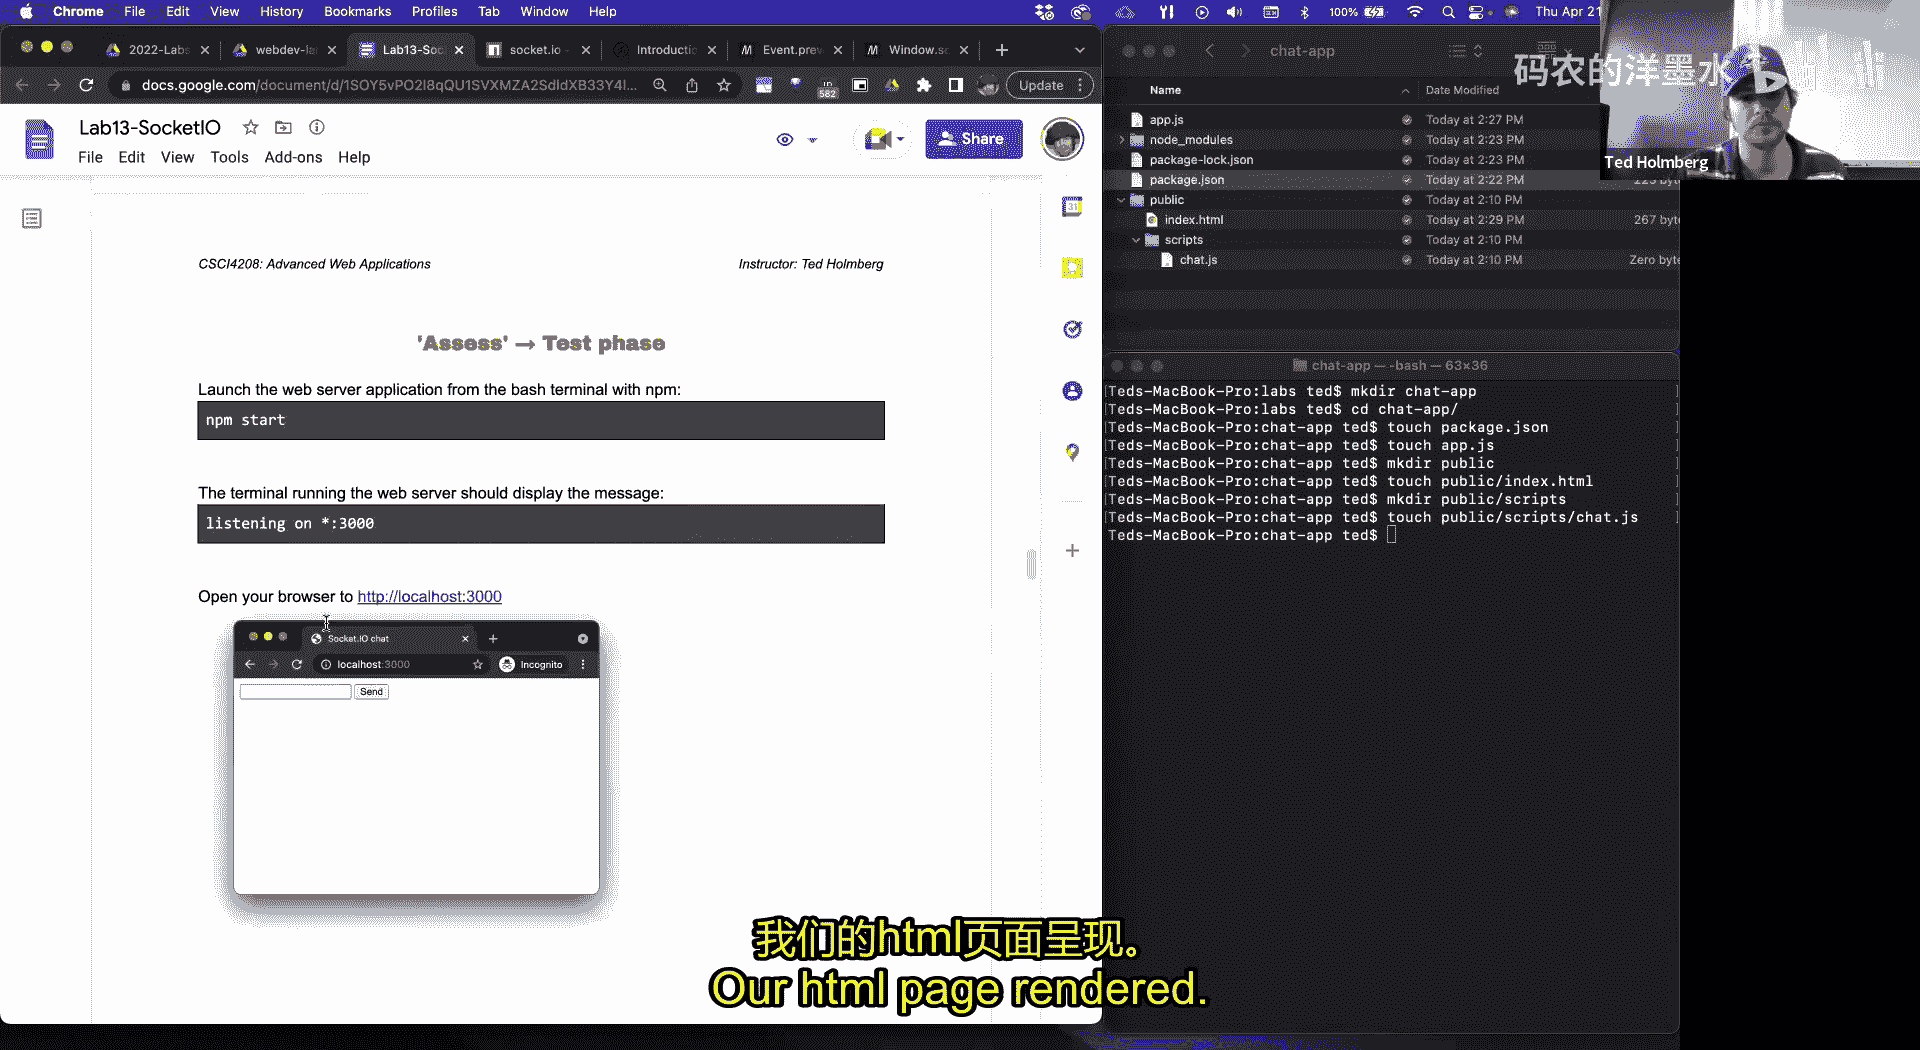 Chrome File Edit View History Bookmarks Profiles Tab Window Help
100% Thu Apr 21
2022-Labs
webdev-la
Lab13-Soc
socket.io
Introductio
Event.prev
Window.sc
docs.google.com/document/d/1SOY5vPO2I8qQU1SVXMZA2SdIdXB33Y4I...
582
Update
Lab13-SocketIO
File Edit View Tools Add-ons Help
Share
31
CSCI4208: Advanced Web Applications
Instructor: Ted Holmberg
'Assess' → Test phase
Launch the web server application from the bash terminal with npm:
npm start
The terminal running the web server should display the message:
listening on *:3000
Open your browser to http://localhost:3000
Socket.IO chat
localhost:3000
Incognito
Send
chat-app
Name Date Modified
app.js Today at 2:27 PM
node_modules Today at 2:23 PM
package-lock.json Today at 2:23 PM
package.json Today at 2:22 PM
public Today at 2:10 PM
index.html Today at 2:29 PM 267 byte
scripts Today at 2:10 PM
chat.js Today at 2:10 PM Zero byte
码农的洋墨水
Ted Holmberg
chat-app — -bash — 63×36
[Teds-MacBook-Pro:labs ted$ mkdir chat-app ]
[Teds-MacBook-Pro:labs ted$ cd chat-app/ ]
[Teds-MacBook-Pro:chat-app ted$ touch package.json ]
[Teds-MacBook-Pro:chat-app ted$ touch app.js ]
[Teds-MacBook-Pro:chat-app ted$ mkdir public ]
[Teds-MacBook-Pro:chat-app ted$ touch public/index.html ]
[Teds-MacBook-Pro:chat-app ted$ mkdir public/scripts ]
[Teds-MacBook-Pro:chat-app ted$ touch public/scripts/chat.js ]
Teds-MacBook-Pro:chat-app ted$
我们的html页面呈现。
Our html page rendered.